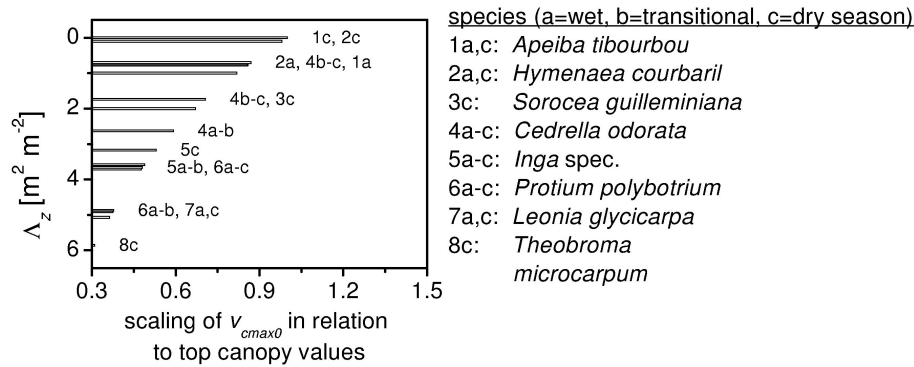 0
2
4
6
Λz [m² m⁻²]
1c, 2c
2a, 4b-c, 1a
4b-c, 3c
4a-b
5c
5a-b, 6a-c
6a-b, 7a,c
8c
0.3 0.6 0.9 1.2 1.5
scaling of vcmax0 in relation
to top canopy values
species (a=wet, b=transitional, c=dry season)
1a,c: Apeiba tibourbou
2a,c: Hymenaea courbaril
3c: Sorocea guilleminiana
4a-c: Cedrella odorata
5a-c: Inga spec.
6a-c: Protium polybotrium
7a,c: Leonia glycicarpa
8c: Theobroma
microcarpum